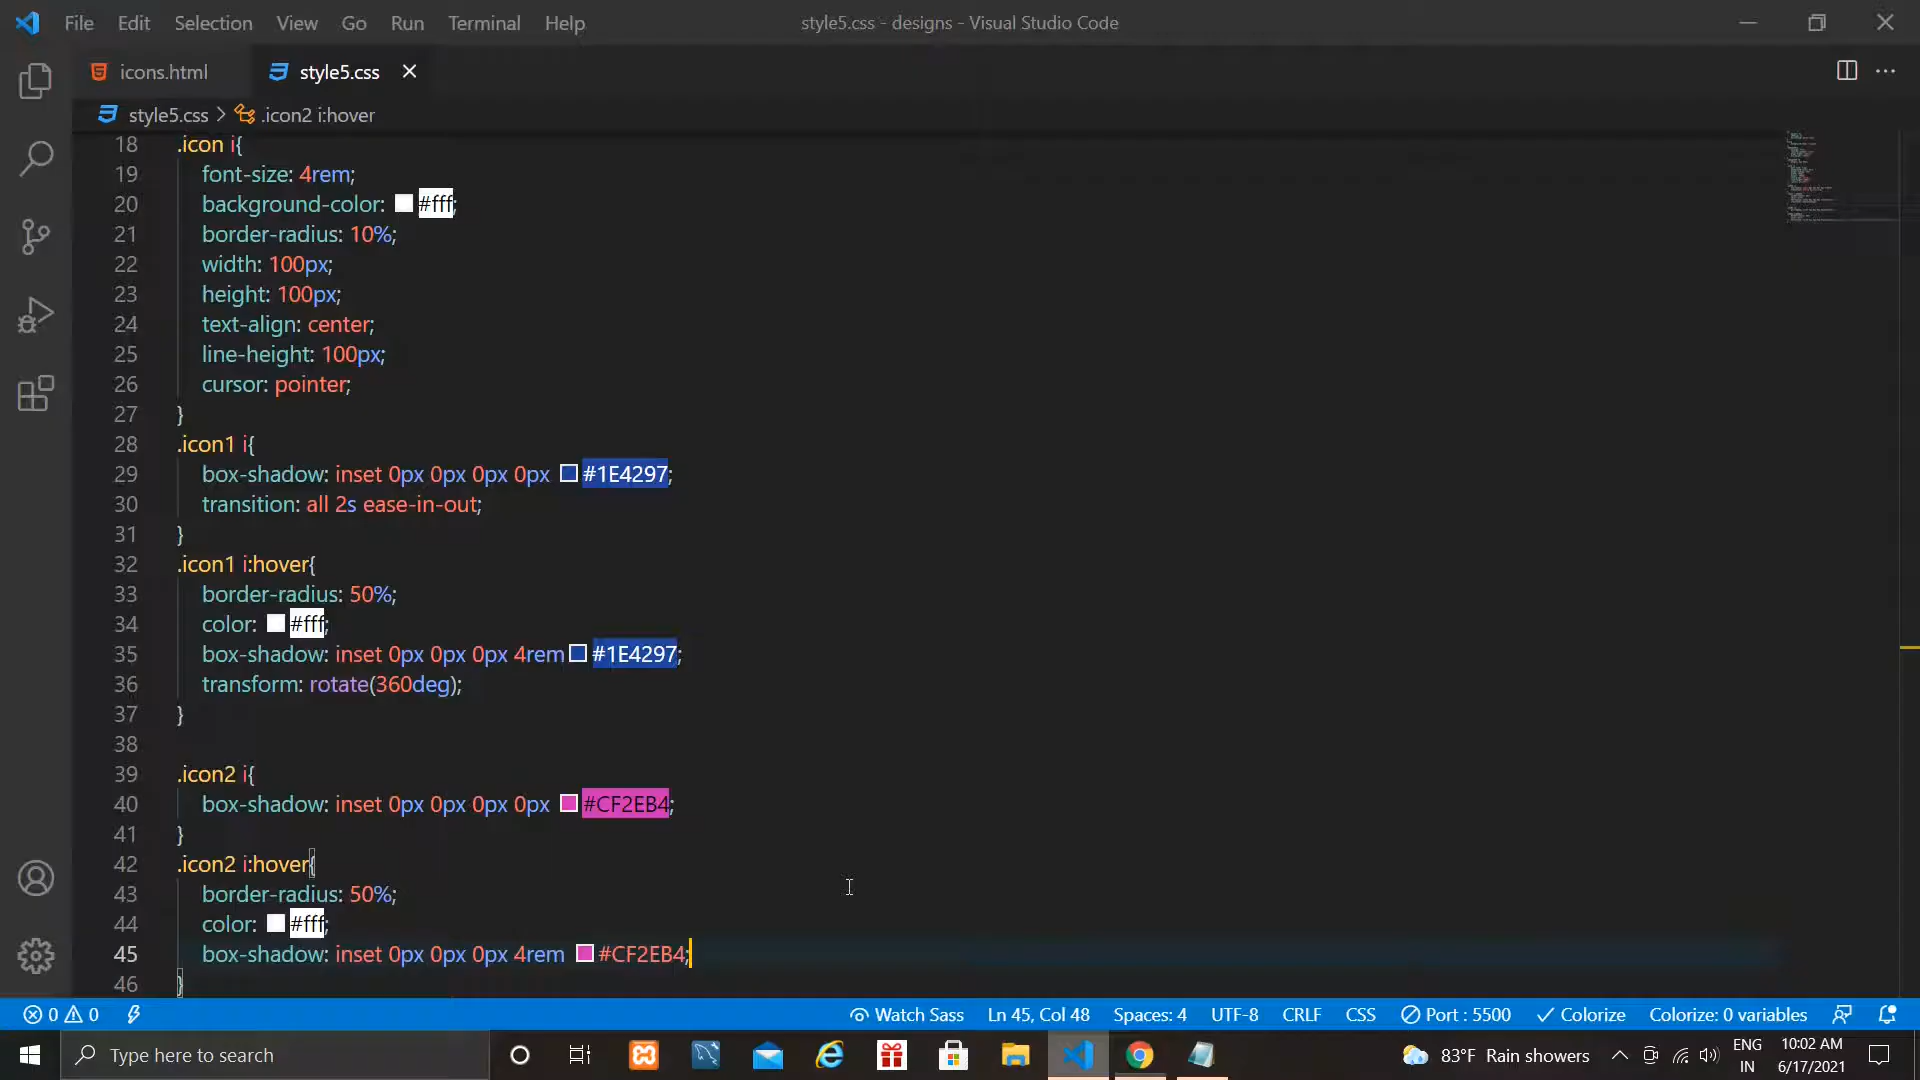 File Edit Selection View Go Run Terminal Help style5.css - designs - Visual Studio Code
icons.html style5.css
style5.css > .icon2 i:hover
18 .icon i{
19 font-size: 4rem;
20 background-color: #fff;
21 border-radius: 10%;
22 width: 100px;
23 height: 100px;
24 text-align: center;
25 line-height: 100px;
26 cursor: pointer;
27 }
28 .icon1 i{
29 box-shadow: inset 0px 0px 0px 0px #1E4297;
30 transition: all 2s ease-in-out;
31 }
32 .icon1 i:hover{
33 border-radius: 50%;
34 color: #fff;
35 box-shadow: inset 0px 0px 0px 4rem #1E4297;
36 transform: rotate(360deg);
37 }
38
39 .icon2 i{
40 box-shadow: inset 0px 0px 0px 0px #CF2EB4;
41 }
42 .icon2 i:hover{
43 border-radius: 50%;
44 color: #fff;
45 box-shadow: inset 0px 0px 0px 4rem #CF2EB4;
46 }
0 0 Watch Sass Ln 45, Col 48 Spaces: 4 UTF-8 CRLF CSS Port : 5500 Colorize Colorize: 0 variables
Type here to search 83°F Rain showers ENG IN 10:02 AM 6/17/2021